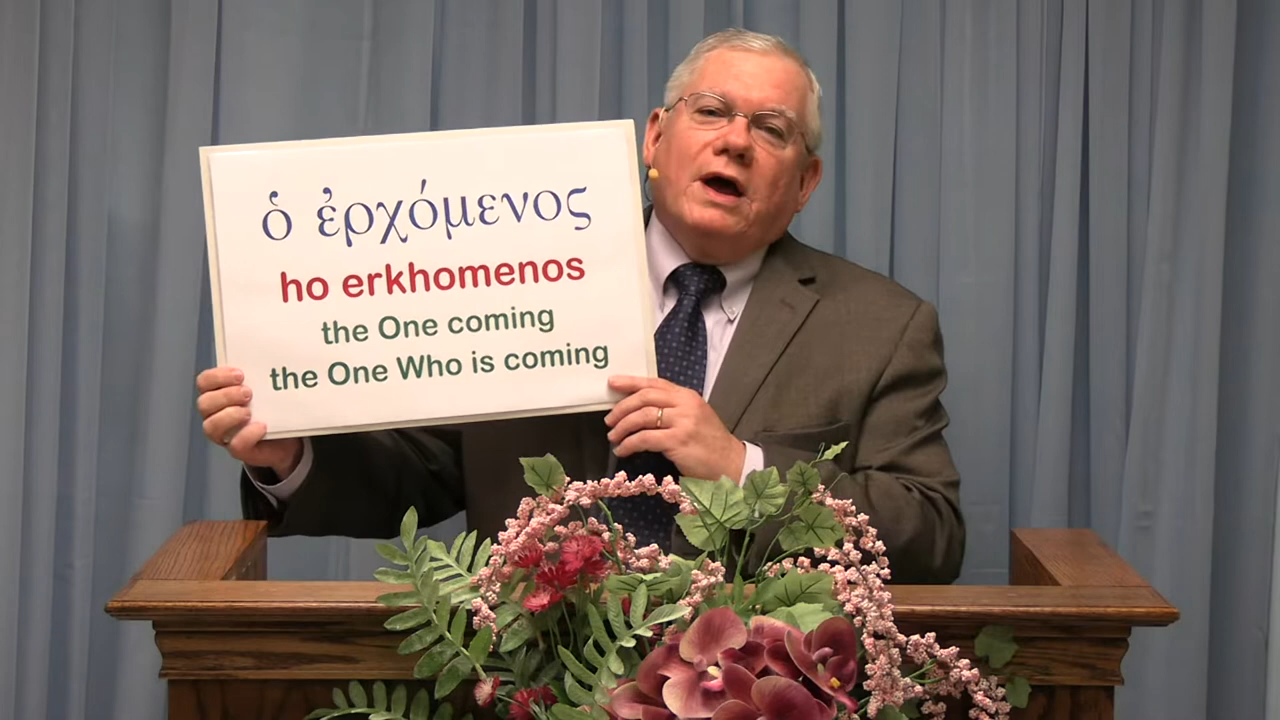 ὁ ἐρχόμενος
ho erkhomenos
the One coming
the One Who is coming